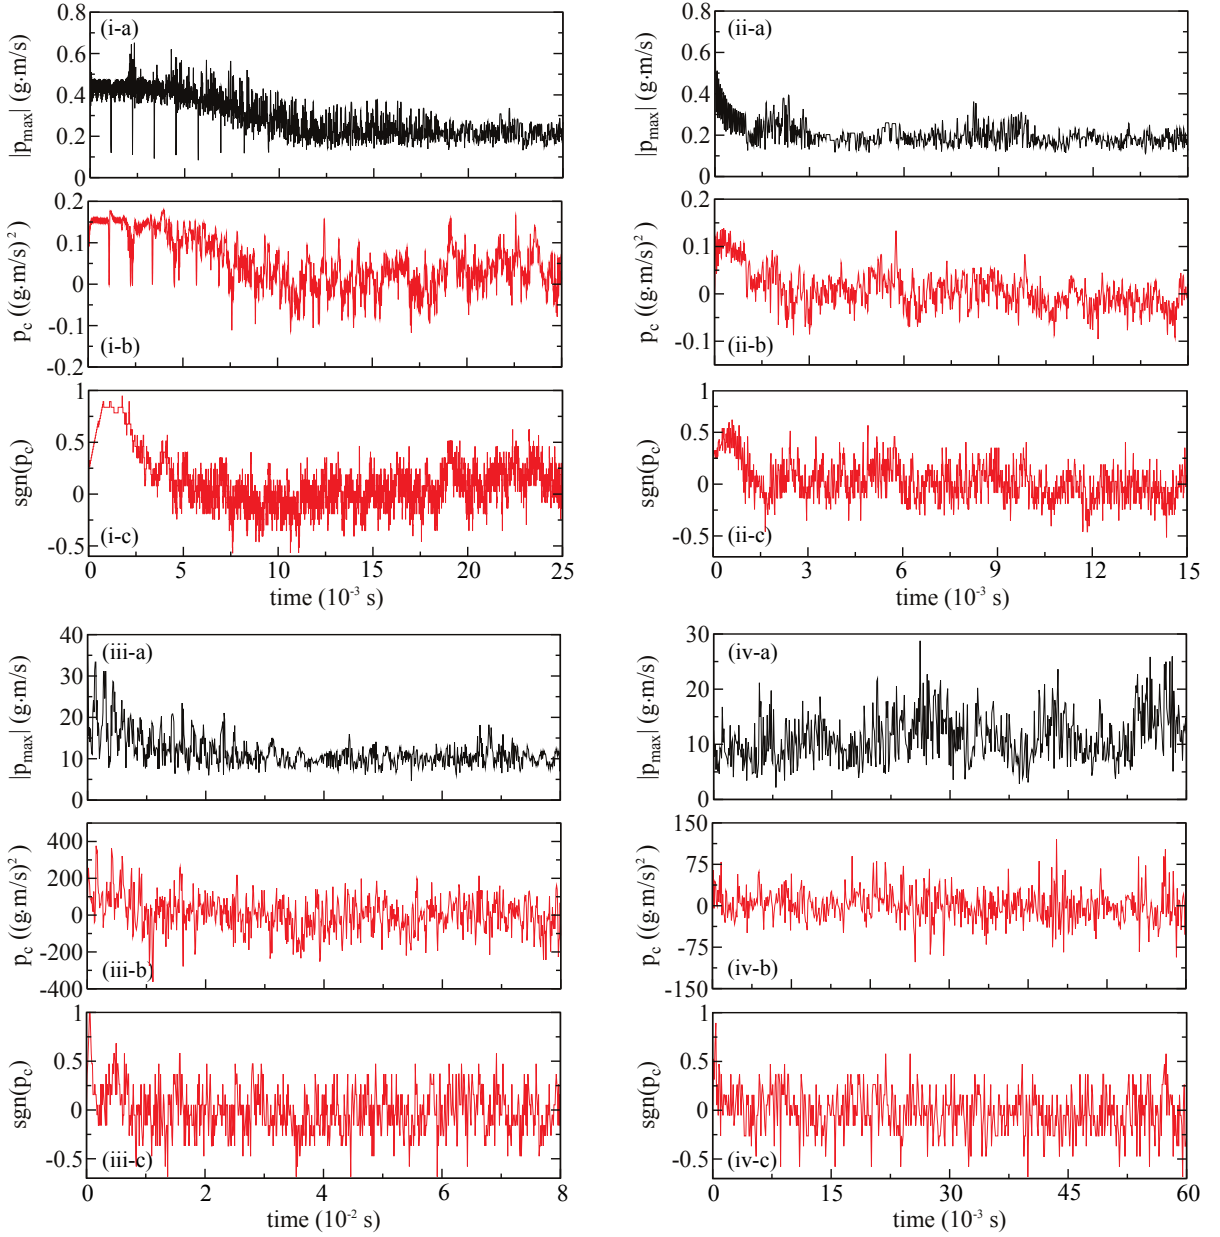 0.8
0.6
0.4
0.2
0
|p_max| (g·m/s)
(i-a)
0.2
0.1
0
-0.1
-0.2
p_c ((g·m/s)²)
(i-b)
1
0.5
0
-0.5
sgn(p_c)
(i-c)
0 5 10 15 20 25
time (10⁻³ s)
0.8
0.6
0.4
0.2
0
|p_max| (g·m/s)
(ii-a)
0.2
0.1
0
-0.1
p_c ((g·m/s)²)
(ii-b)
1
0.5
0
-0.5
sgn(p_c)
(ii-c)
0 3 6 9 12 15
time (10⁻³ s)
40
30
20
10
0
|p_max| (g·m/s)
(iii-a)
400
200
0
-200
-400
p_c ((g·m/s)²)
(iii-b)
1
0.5
0
-0.5
sgn(p_c)
(iii-c)
0 2 4 6 8
time (10⁻² s)
30
20
10
0
|p_max| (g·m/s)
(iv-a)
150
75
0
-75
-150
p_c ((g·m/s)²)
(iv-b)
1
0.5
0
-0.5
sgn(p_c)
(iv-c)
0 15 30 45 60
time (10⁻³ s)